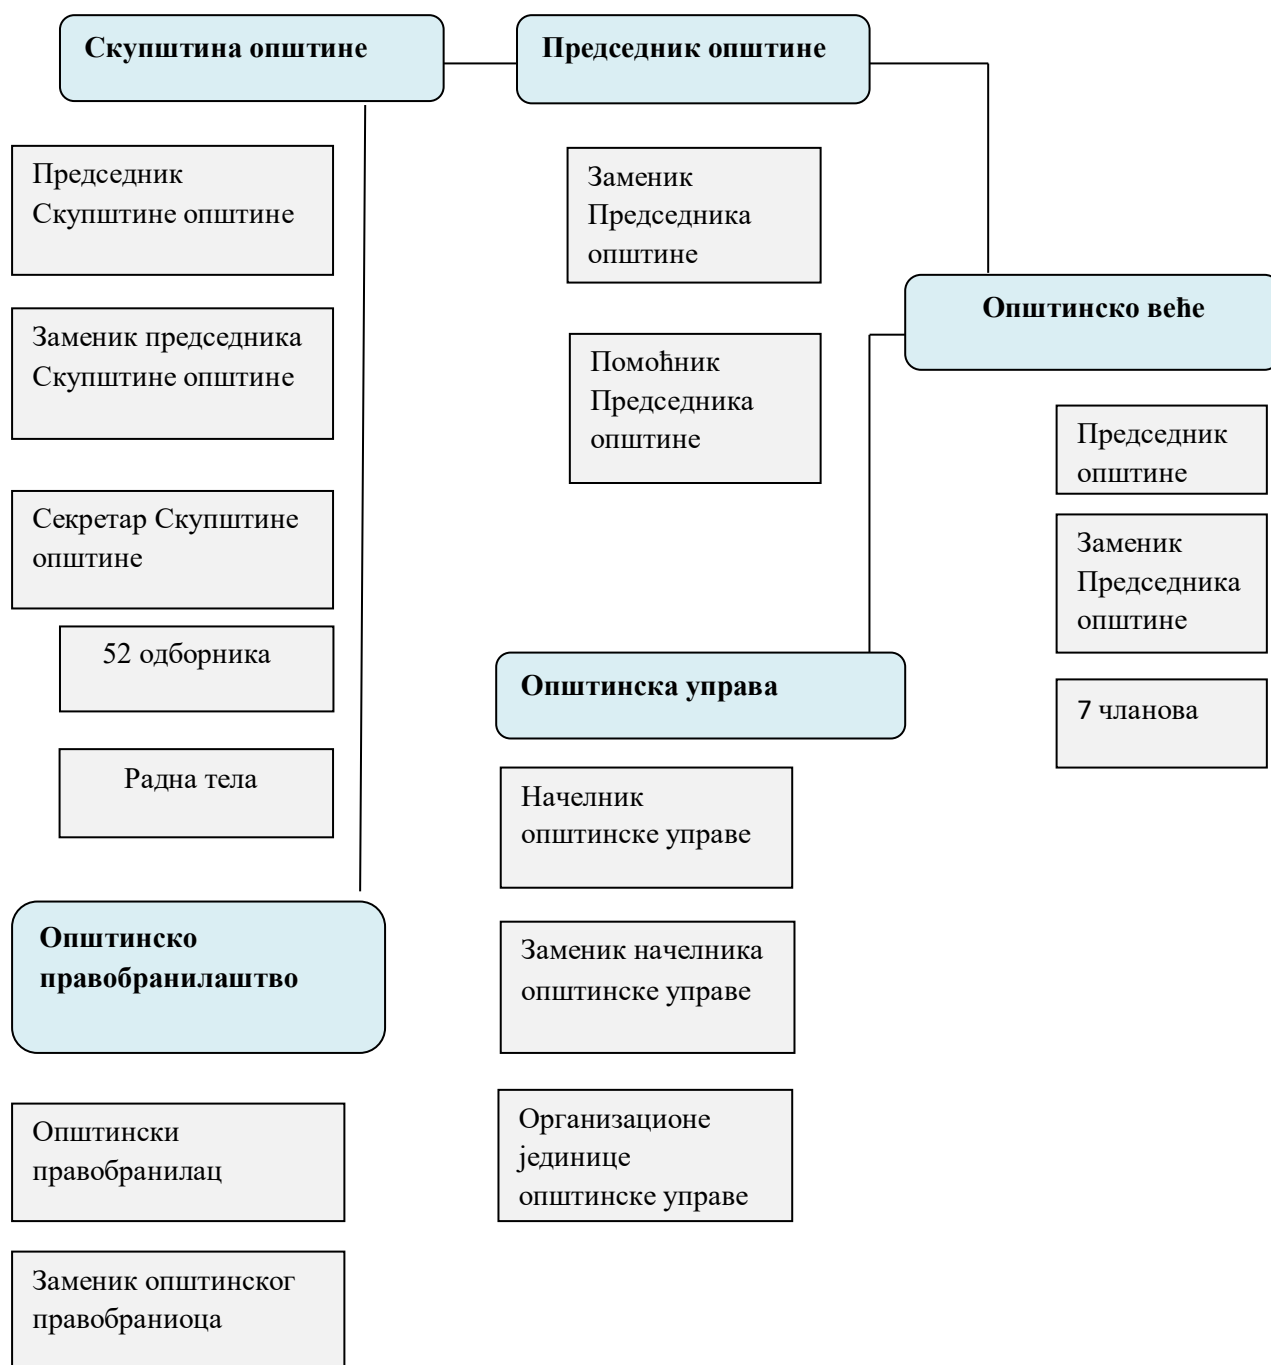 Скупштина општине
Председник општине
Председник
Скупштине општине
Заменик председника
Скупштине општине
Секретар Скупштине
општине
52 одборника
Радна тела
Општинско
правобранилаштво
Општински
правобранилац
Заменик општинског
правобраниоца
Заменик
Председника
општине
Помоћник
Председника
општине
Општинско веће
Председник
општине
Заменик
Председника
општине
7 чланова
Општинска управа
Начелник
општинске управе
Заменик начелника
општинске управе
Организационе
јединице
општинске управе